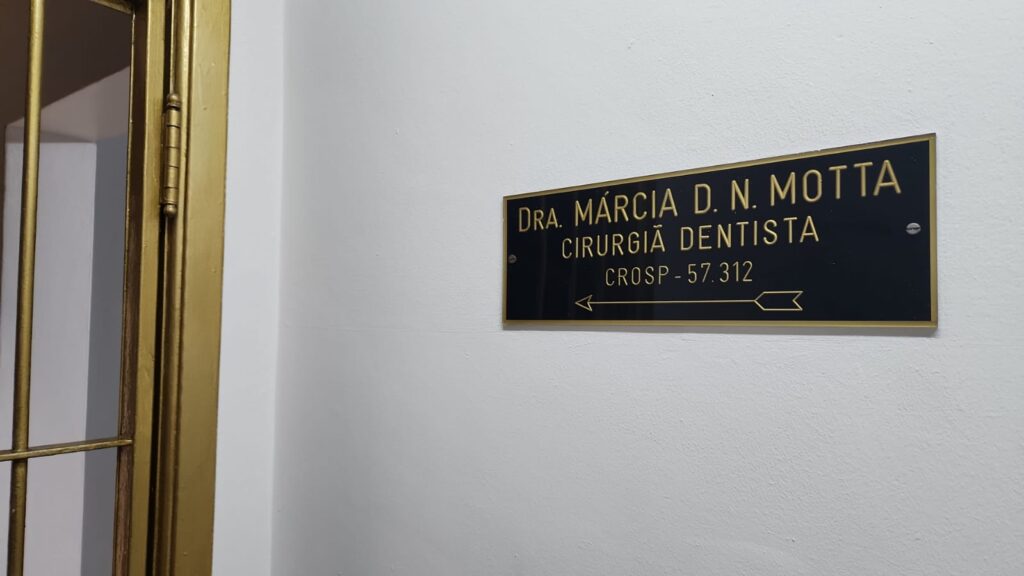 DRA. MÁRCIA D. N. MOTTA
CIRURGIÃ DENTISTA
CROSP - 57.312